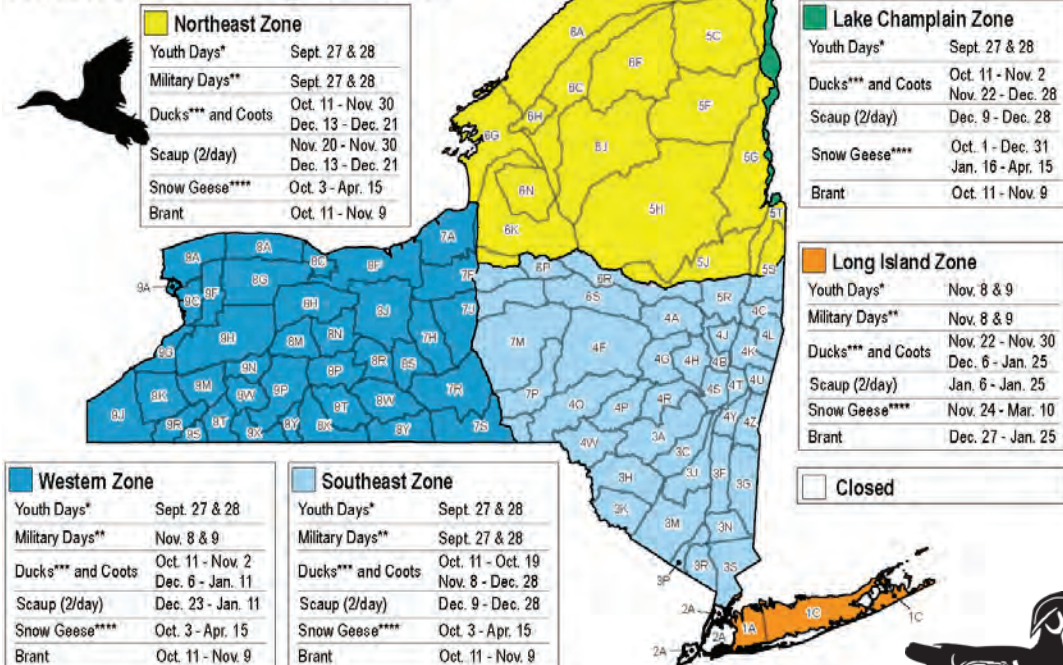 Northeast Zone
Youth Days* Sept. 27 & 28
Military Days** Sept. 27 & 28
Ducks*** and Coots Oct. 11 - Nov. 30
Dec. 13 - Dec. 21
Scaup (2/day) Nov. 20 - Nov. 30
Dec. 13 - Dec. 21
Snow Geese**** Oct. 3 - Apr. 15
Brant Oct. 11 - Nov. 9
Lake Champlain Zone
Youth Days* Sept. 27 & 28
Ducks*** and Coots Oct. 11 - Nov. 2
Nov. 22 - Dec. 28
Scaup (2/day) Dec. 9 - Dec. 28
Snow Geese**** Oct. 1 - Dec. 31
Jan. 16 - Apr. 15
Brant Oct. 11 - Nov. 9
Long Island Zone
Youth Days* Nov. 8 & 9
Military Days** Nov. 8 & 9
Ducks*** and Coots Nov. 22 - Nov. 30
Dec. 6 - Jan. 25
Scaup (2/day) Jan. 6 - Jan. 25
Snow Geese**** Nov. 24 - Mar. 10
Brant Dec. 27 - Jan. 25
Closed
Western Zone
Youth Days* Sept. 27 & 28
Military Days** Nov. 8 & 9
Ducks*** and Coots Oct. 11 - Nov. 2
Dec. 6 - Jan. 11
Scaup (2/day) Dec. 23 - Jan. 11
Snow Geese**** Oct. 3 - Apr. 15
Brant Oct. 11 - Nov. 9
Southeast Zone
Youth Days* Sept. 27 & 28
Military Days** Sept. 27 & 28
Ducks*** and Coots Oct. 11 - Oct. 19
Nov. 8 - Dec. 28
Scaup (2/day) Dec. 9 - Dec. 28
Snow Geese**** Oct. 3 - Apr. 15
Brant Oct. 11 - Nov. 9
6A
5C
6C
5F
6H
6G
6J
5G
6N
5H
6K
5T
5J
5S
7A
9A
8A
8C
8F
7F
9A
9C
9F
8G
8H
8J
7J
9G
9H
8M
8N
7H
8R
8S
9N
8P
9K
9M
9W
9P
7R
9J
9R
9S
9T
9X
8Y
8X
8T
8W
8Y
7S
6P
6R
6S
5R
4C
7M
4F
4A
4J
4L
4G
4H
4B
4K
7P
4O
4P
4R
4S
4T
4U
4W
3A
4Y
4Z
3C
3H
3J
3F
3G
3K
3M
3N
3P
3R
3S
2A
2A
2A
1A
1C
1C